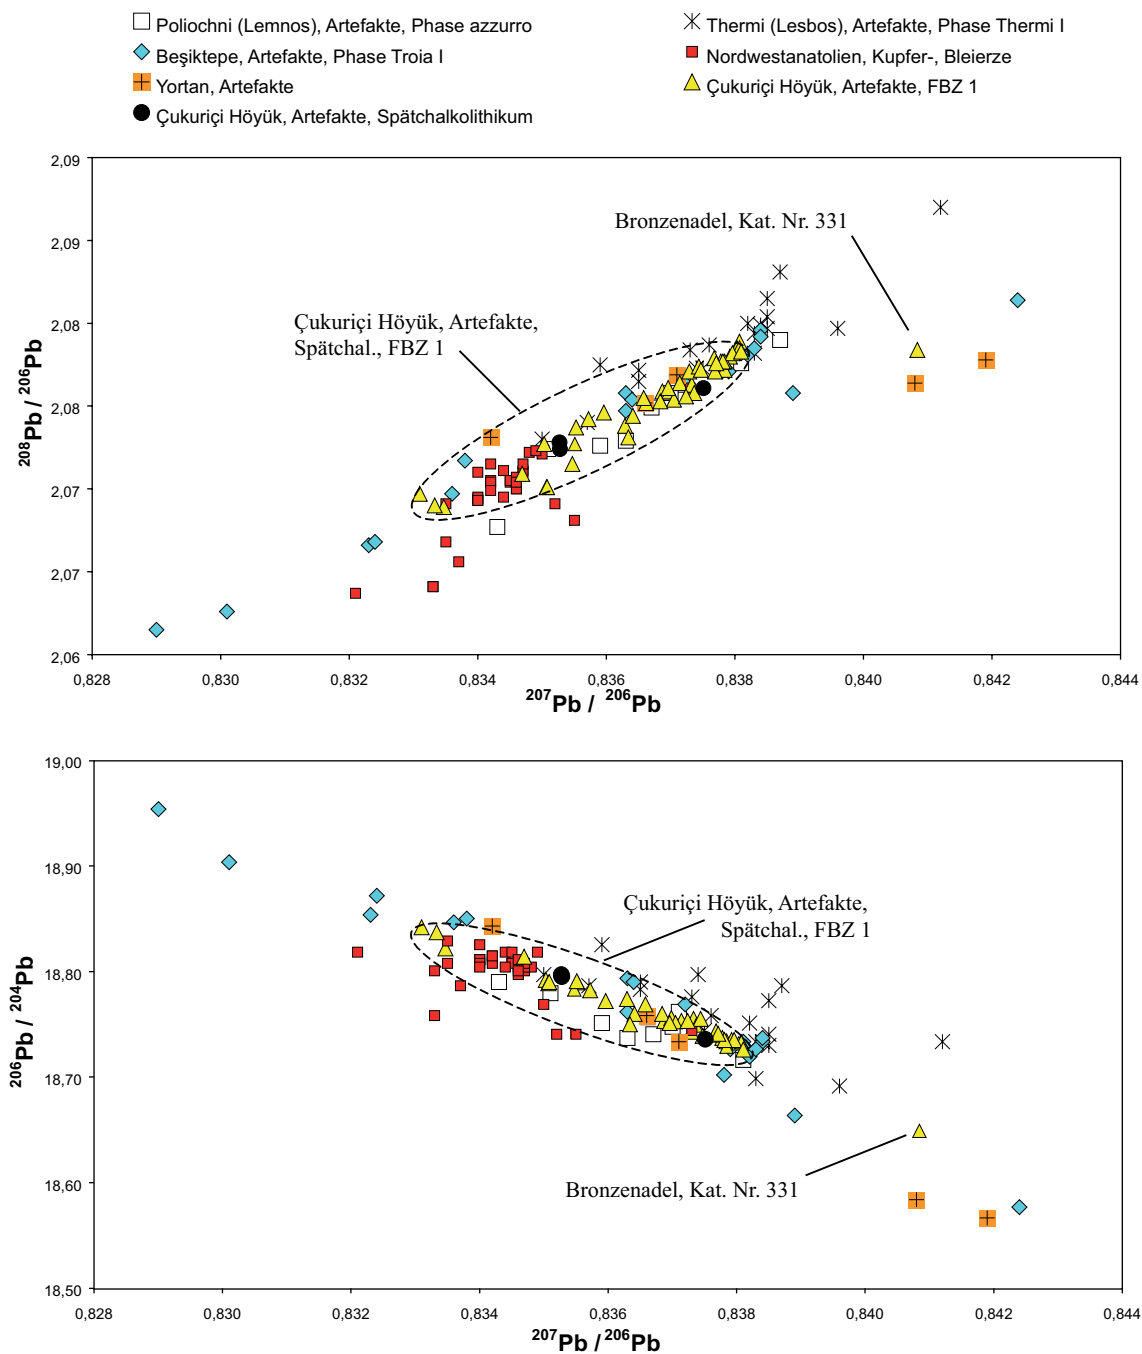 Poliochni (Lemnos), Artefakte, Phase azzurro
Thermi (Lesbos), Artefakte, Phase Thermi I
Beşiktepe, Artefakte, Phase Troia I
Nordwestanatolien, Kupfer-, Bleierze
Yortan, Artefakte
Çukuriçi Höyük, Artefakte, FBZ 1
Çukuriçi Höyük, Artefakte, Spätchalkolithikum
2,09
2,09
2,08
2,08
2,07
2,07
2,06
208Pb / 206Pb
Bronzenadel, Kat. Nr. 331
Çukuriçi Höyük, Artefakte,
Spätchal., FBZ 1
0,828 0,830 0,832 0,834 0,836 0,838 0,840 0,842 0,844
207Pb / 206Pb
19,00
18,90
18,80
18,70
18,60
18,50
206Pb / 204Pb
Çukuriçi Höyük, Artefakte,
Spätchal., FBZ 1
Bronzenadel, Kat. Nr. 331
0,828 0,830 0,832 0,834 0,836 0,838 0,840 0,842 0,844
207Pb / 206Pb